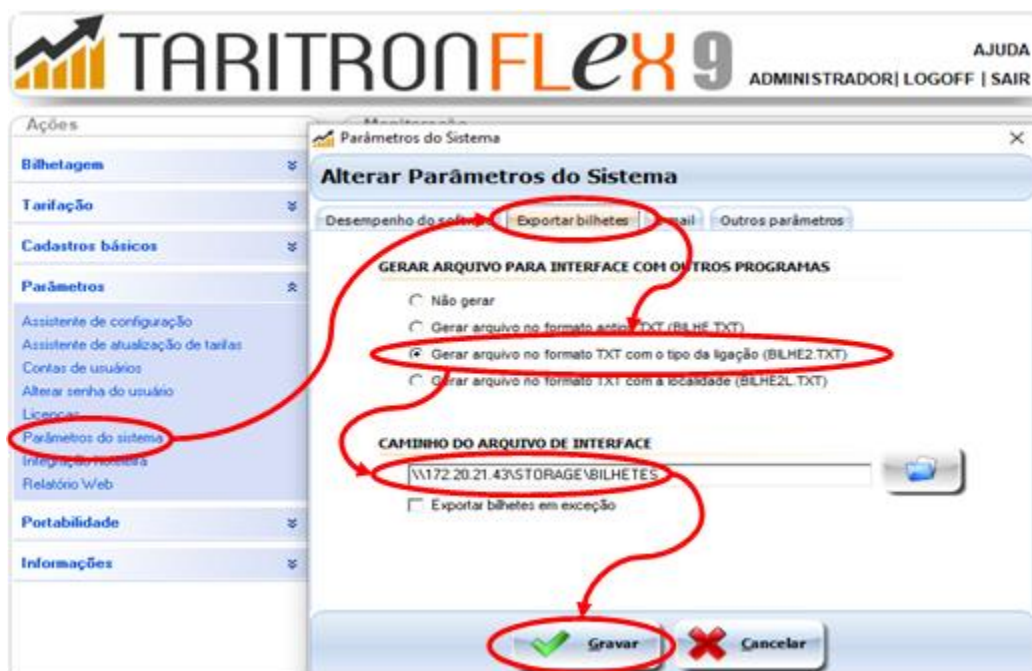 TARITRONFLEX 9
AJUDA
ADMINISTRADOR| LOGOFF | SAIR
Ações
Monitoração
Bilhetagem
Tarifação
Cadastros básicos
Parâmetros
Assistente de configuração
Assistente de atualização de tarifas
Contas de usuários
Alterar senha do usuário
Licenças
Parâmetros do sistema
Integração hoteleira
Relatório Web
Portabilidade
Informações
Parâmetros do Sistema
Alterar Parâmetros do Sistema
Desempenho do software
Exportar bilhetes
Email
Outros parâmetros
GERAR ARQUIVO PARA INTERFACE COM OUTROS PROGRAMAS
Não gerar
Gerar arquivo no formato antigo TXT (BILHE.TXT)
Gerar arquivo no formato TXT com o tipo da ligação (BILHE2.TXT)
Gerar arquivo no formato TXT com a localidade (BILHE2L.TXT)
CAMINHO DO ARQUIVO DE INTERFACE
\\172.20.21.43\STORAGE\BILHETES
Exportar bilhetes em exceção
Gravar
Cancelar